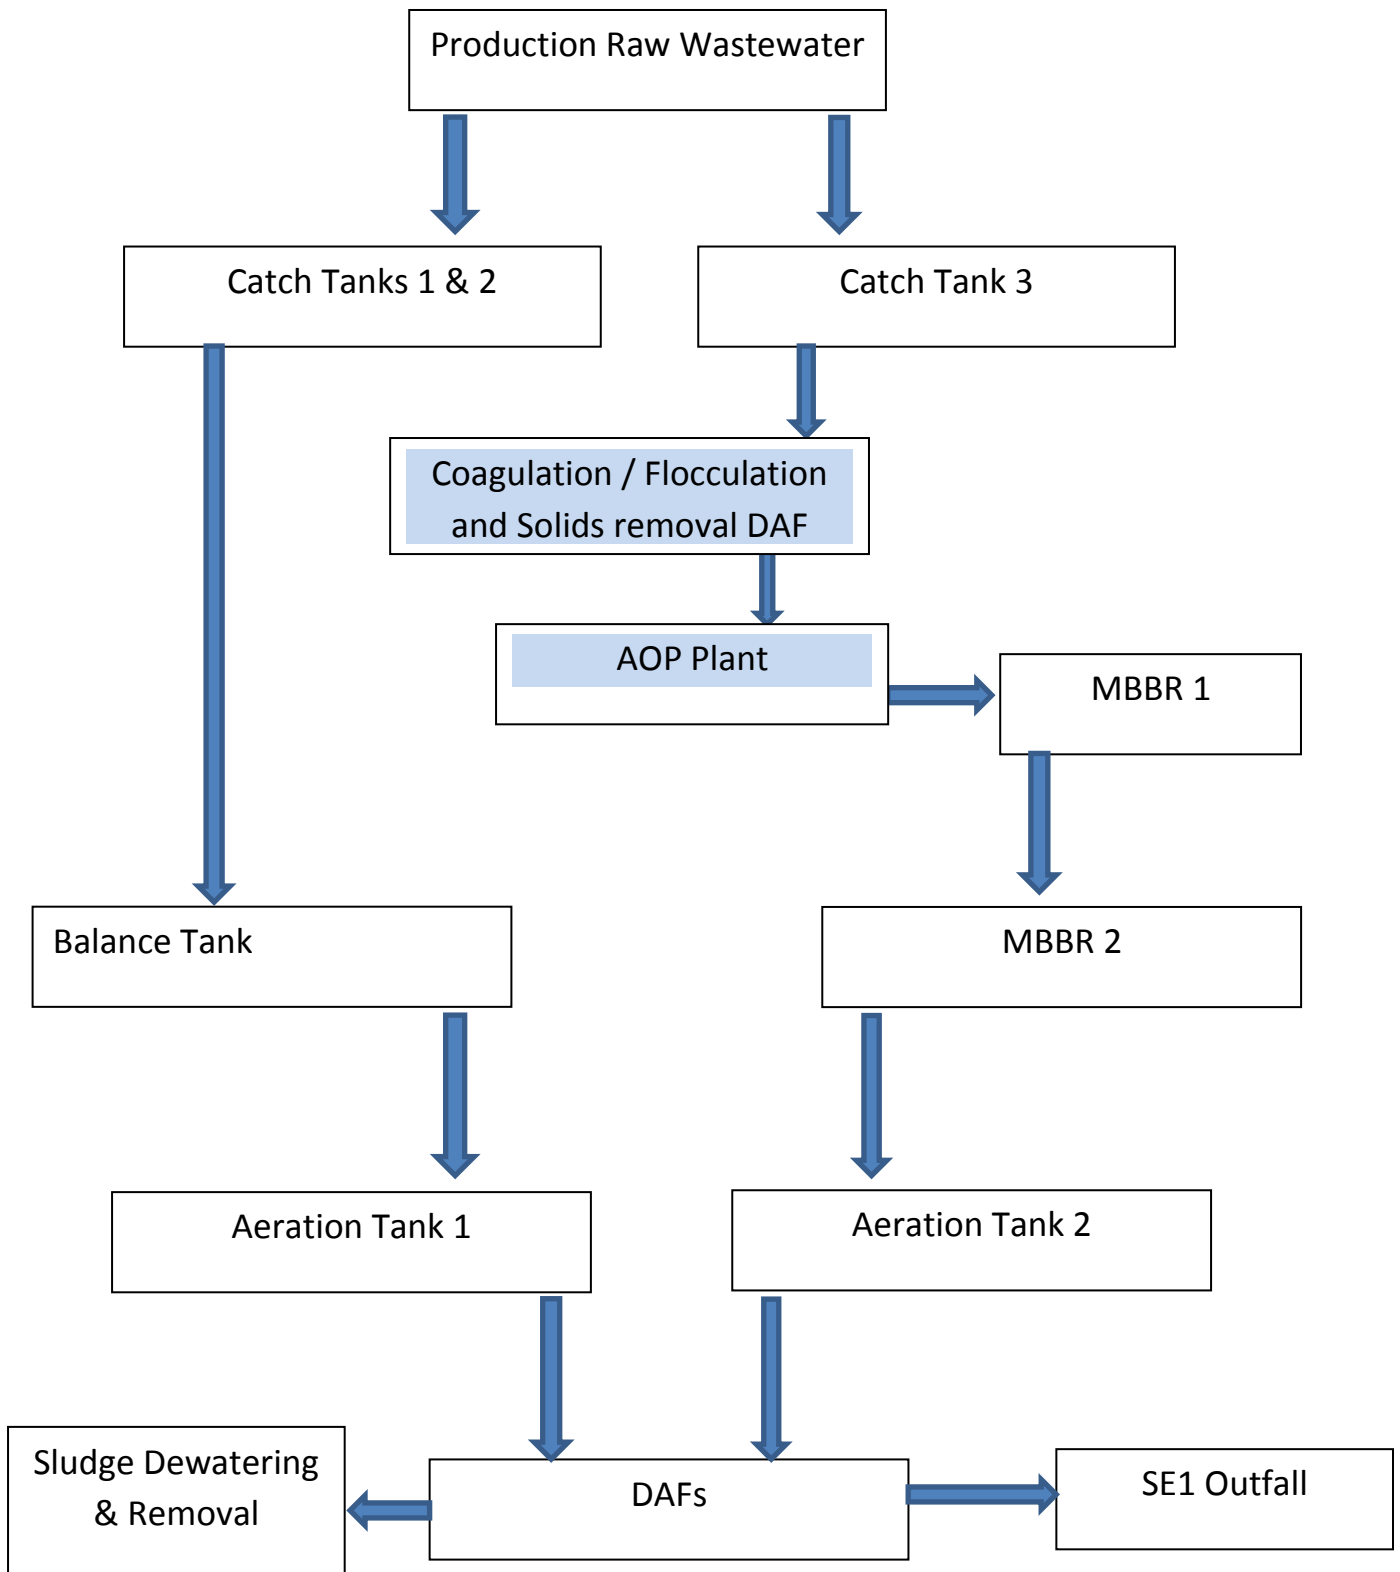 Production Raw Wastewater
Catch Tanks 1 & 2
Catch Tank 3
Coagulation / Flocculation
and Solids removal DAF
AOP Plant
MBBR 1
Balance Tank
MBBR 2
Aeration Tank 1
Aeration Tank 2
Sludge Dewatering
& Removal
DAFs
SE1 Outfall